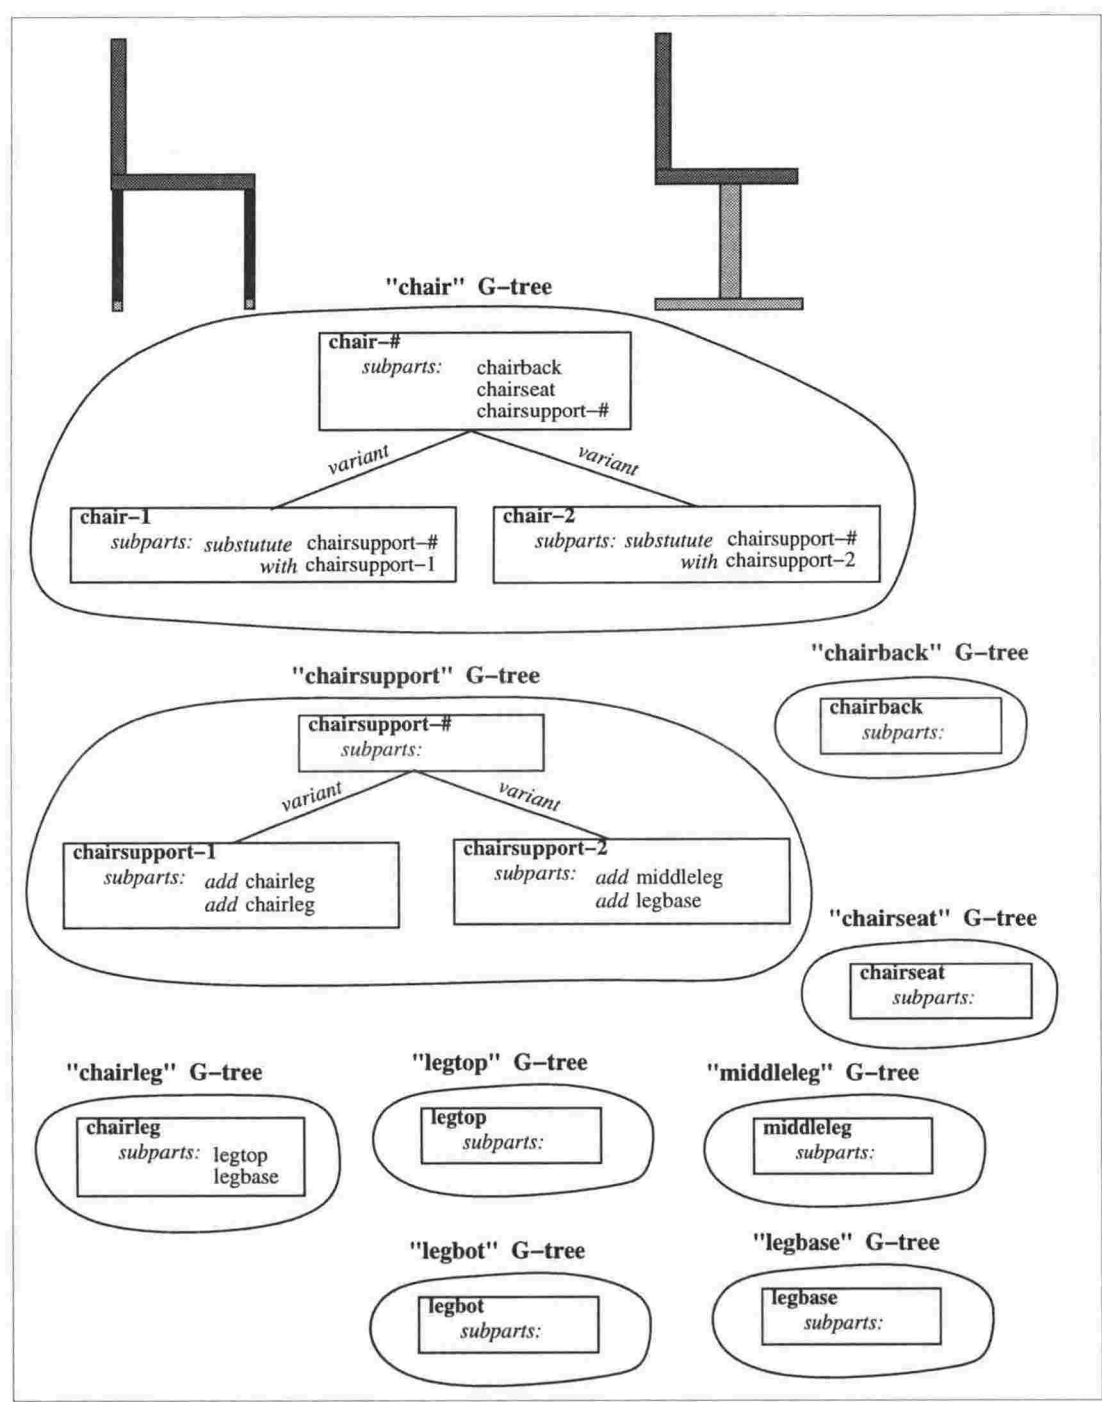 "chair" G–tree
chair–#
subparts: chairback
chairseat
chairsupport–#
variant
variant
chair–1
subparts: substutute chairsupport–#
with chairsupport–1
chair–2
subparts: substutute chairsupport–#
with chairsupport–2
"chairback" G–tree
chairback
subparts:
"chairsupport" G–tree
chairsupport–#
subparts:
variant
variant
chairsupport–1
subparts: add chairleg
add chairleg
chairsupport–2
subparts: add middleleg
add legbase
"chairseat" G–tree
chairseat
subparts:
"chairleg" G–tree
chairleg
subparts: legtop
legbase
"legtop" G–tree
legtop
subparts:
"middleleg" G–tree
middleleg
subparts:
"legbot" G–tree
legbot
subparts:
"legbase" G–tree
legbase
subparts: